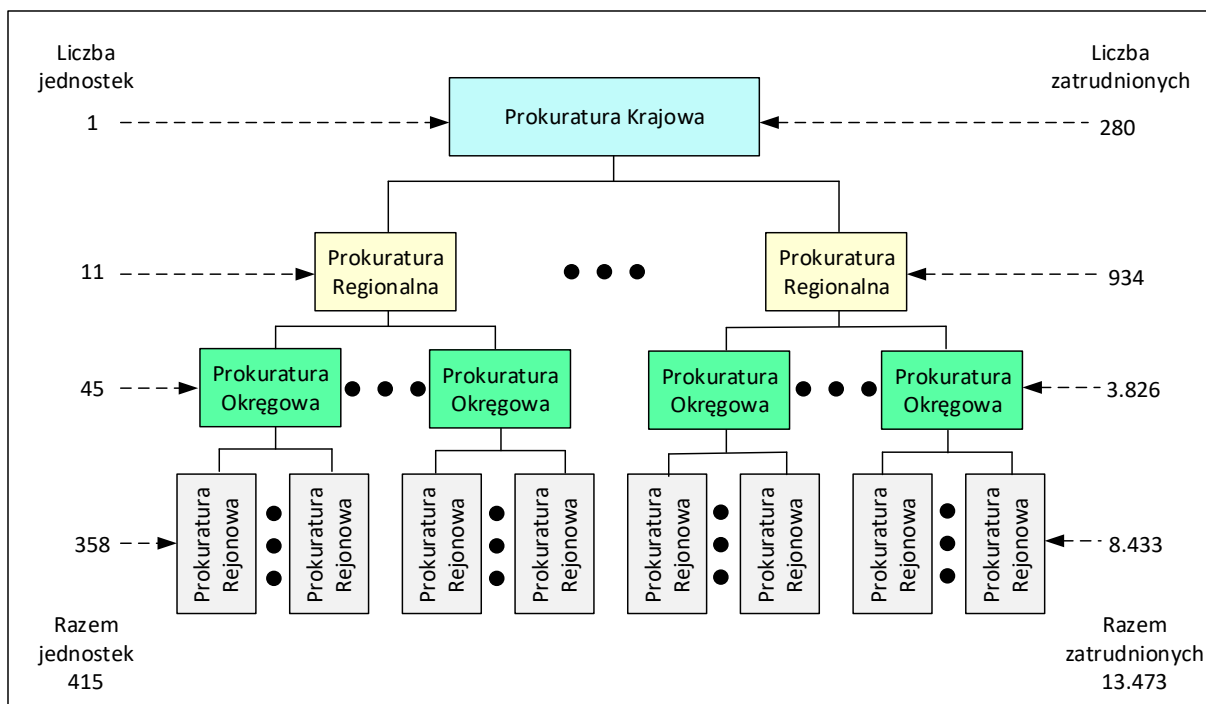 Liczba
jednostek
Liczba
zatrudnionych
1
Prokuratura Krajowa
280
11
Prokuratura
Regionalna
Prokuratura
Regionalna
934
45
Prokuratura
Okręgowa
Prokuratura
Okręgowa
Prokuratura
Okręgowa
Prokuratura
Okręgowa
3.826
358
Prokuratura
Rejonowa
Prokuratura
Rejonowa
Prokuratura
Rejonowa
Prokuratura
Rejonowa
Prokuratura
Rejonowa
Prokuratura
Rejonowa
Prokuratura
Rejonowa
Prokuratura
Rejonowa
8.433
Razem
jednostek
415
Razem
zatrudnionych
13.473